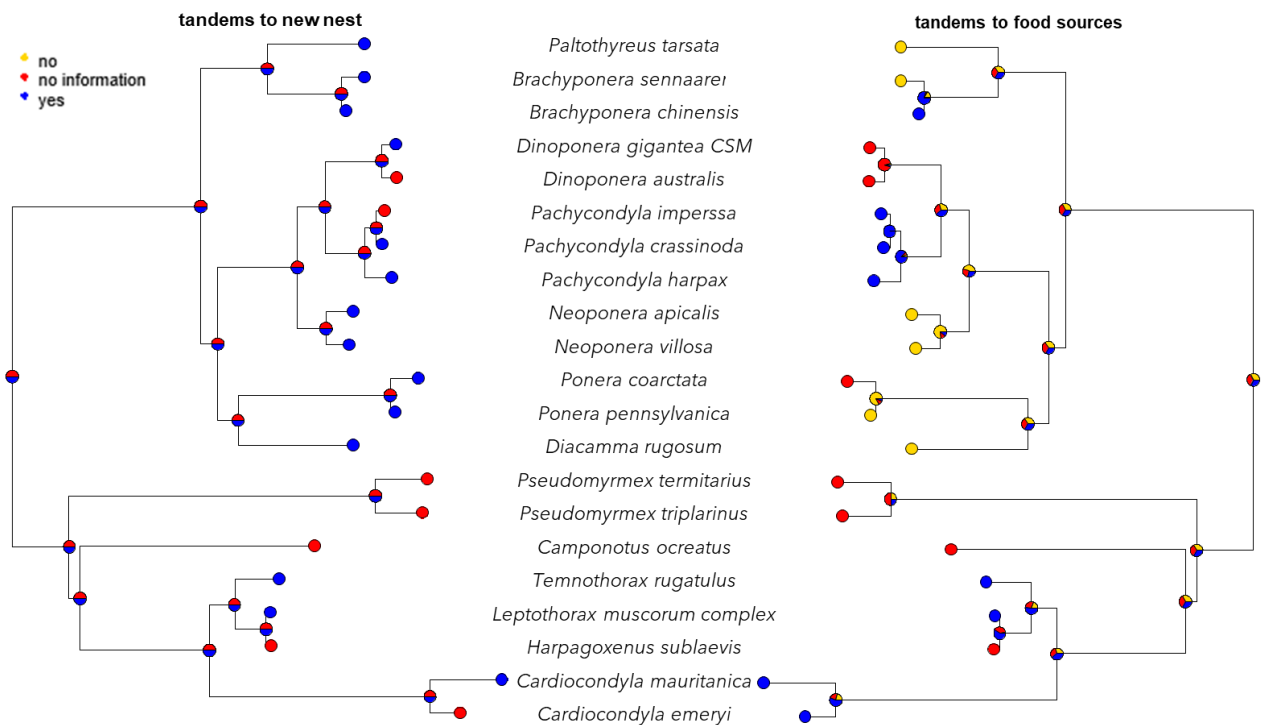 tandems to new nest
tandems to food sources
no
no information
yes
Paltothyreus tarsata
Brachyponera sennaarer
Brachyponera chinensis
Dinoponera gigantea CSM
Dinoponera australis
Pachycondyla imperssa
Pachycondyla crassinoda
Pachycondyla harpax
Neoponera apicalis
Neoponera villosa
Ponera coarctata
Ponera pennsylvanica
Diacamma rugosum
Pseudomyrmex termitarius
Pseudomyrmex triplarinus
Camponotus ocreatus
Temnothorax rugatulus
Leptothorax muscorum complex
Harpagoxenus sublaevis
Cardiocondyla mauritanica
Cardiocondyla emeryi